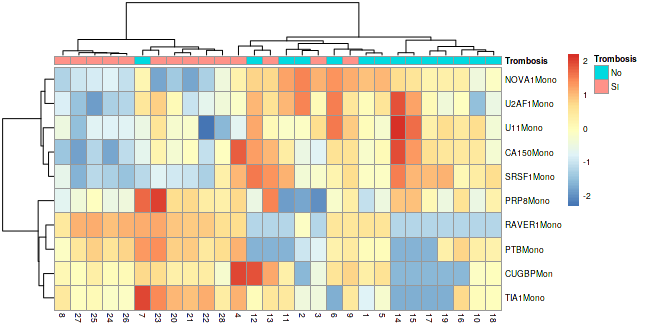 Trombosis
NOVA1Mono
U2AF1Mono
U11Mono
CA150Mono
SRSF1Mono
PRP8Mono
RAVER1Mono
PTBMono
CUGBPMon
TIA1Mono
8 27 25 24 26 7 23 20 21 22 28 4 12 13 11 2 3 6 9 1 5 14 15 17 19 16 10 18
2
1
0
-1
-2
Trombosis
No
SI